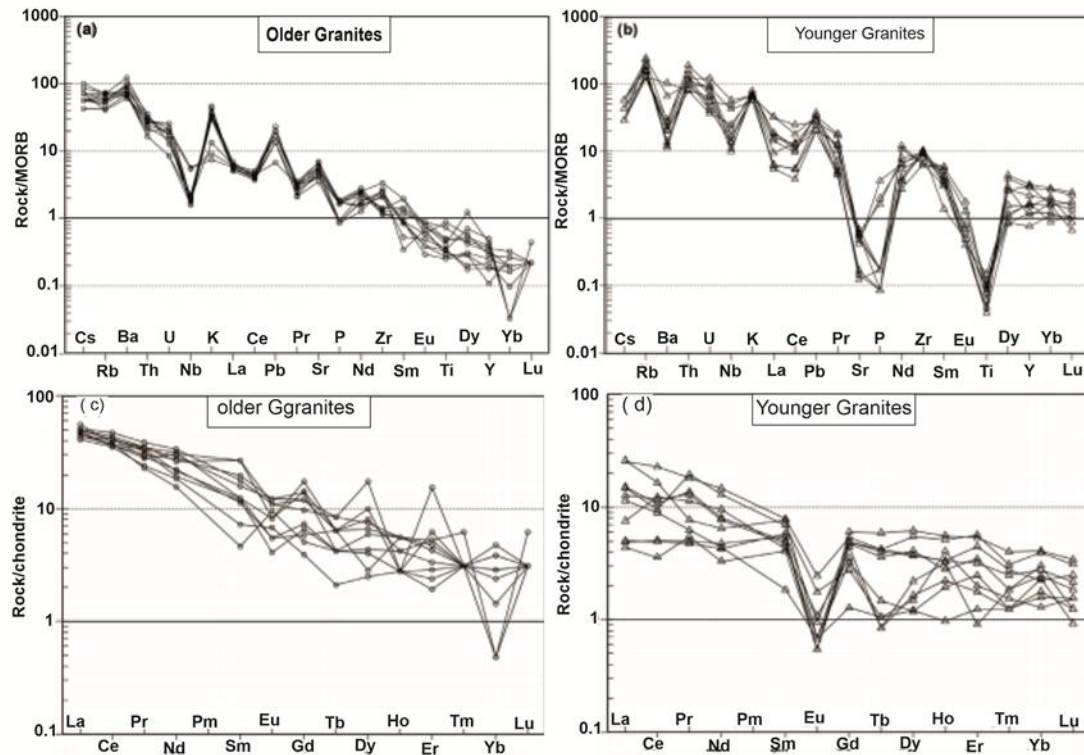 (a)
Older Granites
1000
100
10
1
0.1
0.01
Rock/MORB
Cs Ba U K Ce Pr P Zr Eu Dy Yb
Rb Th Nb La Pb Sr Nd Sm Ti Y Lu
(b)
Younger Granites
1000
100
10
1
0.1
0.01
Rock/MORB
Cs Ba U K Ce Pr P Zr Eu Dy Yb
Rb Th Nb La Pb Sr Nd Sm Ti Y Lu
(c)
older Ggranites
100
10
1
0.1
Rock/chondrite
La Pr Pm Eu Tb Ho Tm Lu
Ce Nd Sm Gd Dy Er Yb
( d)
Younger Granites
100
10
1
0.1
Rock/chondrite
La Pr Pm Eu Tb Ho Tm Lu
Ce Nd Sm Gd Dy Er Yb